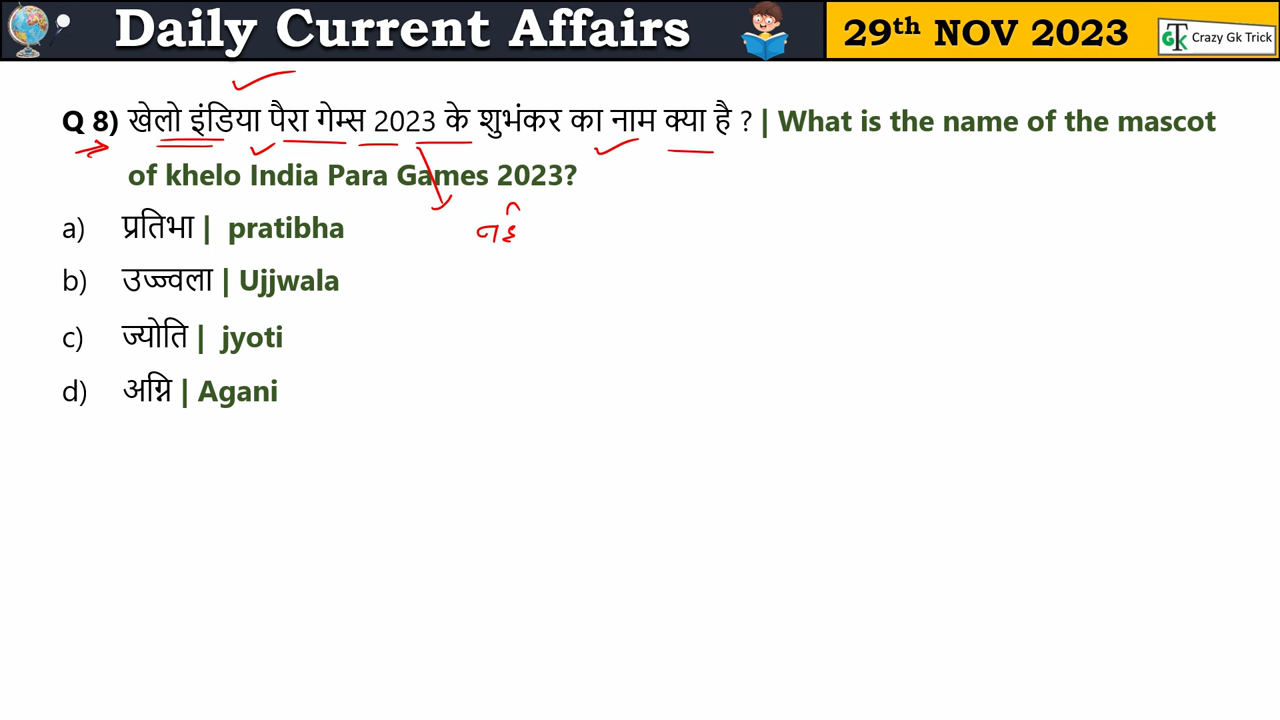 Daily Current Affairs
29th NOV 2023
GTK Crazy Gk Trick
Q 8) खेलो इंडिया पैरा गेम्स 2023 के शुभंकर का नाम क्या है ? | What is the name of the mascot
of khelo India Para Games 2023?
a) प्रतिभा | pratibha
b) उज्ज्वला | Ujjwala
c) ज्योति | jyoti
d) अग्नि | Agani